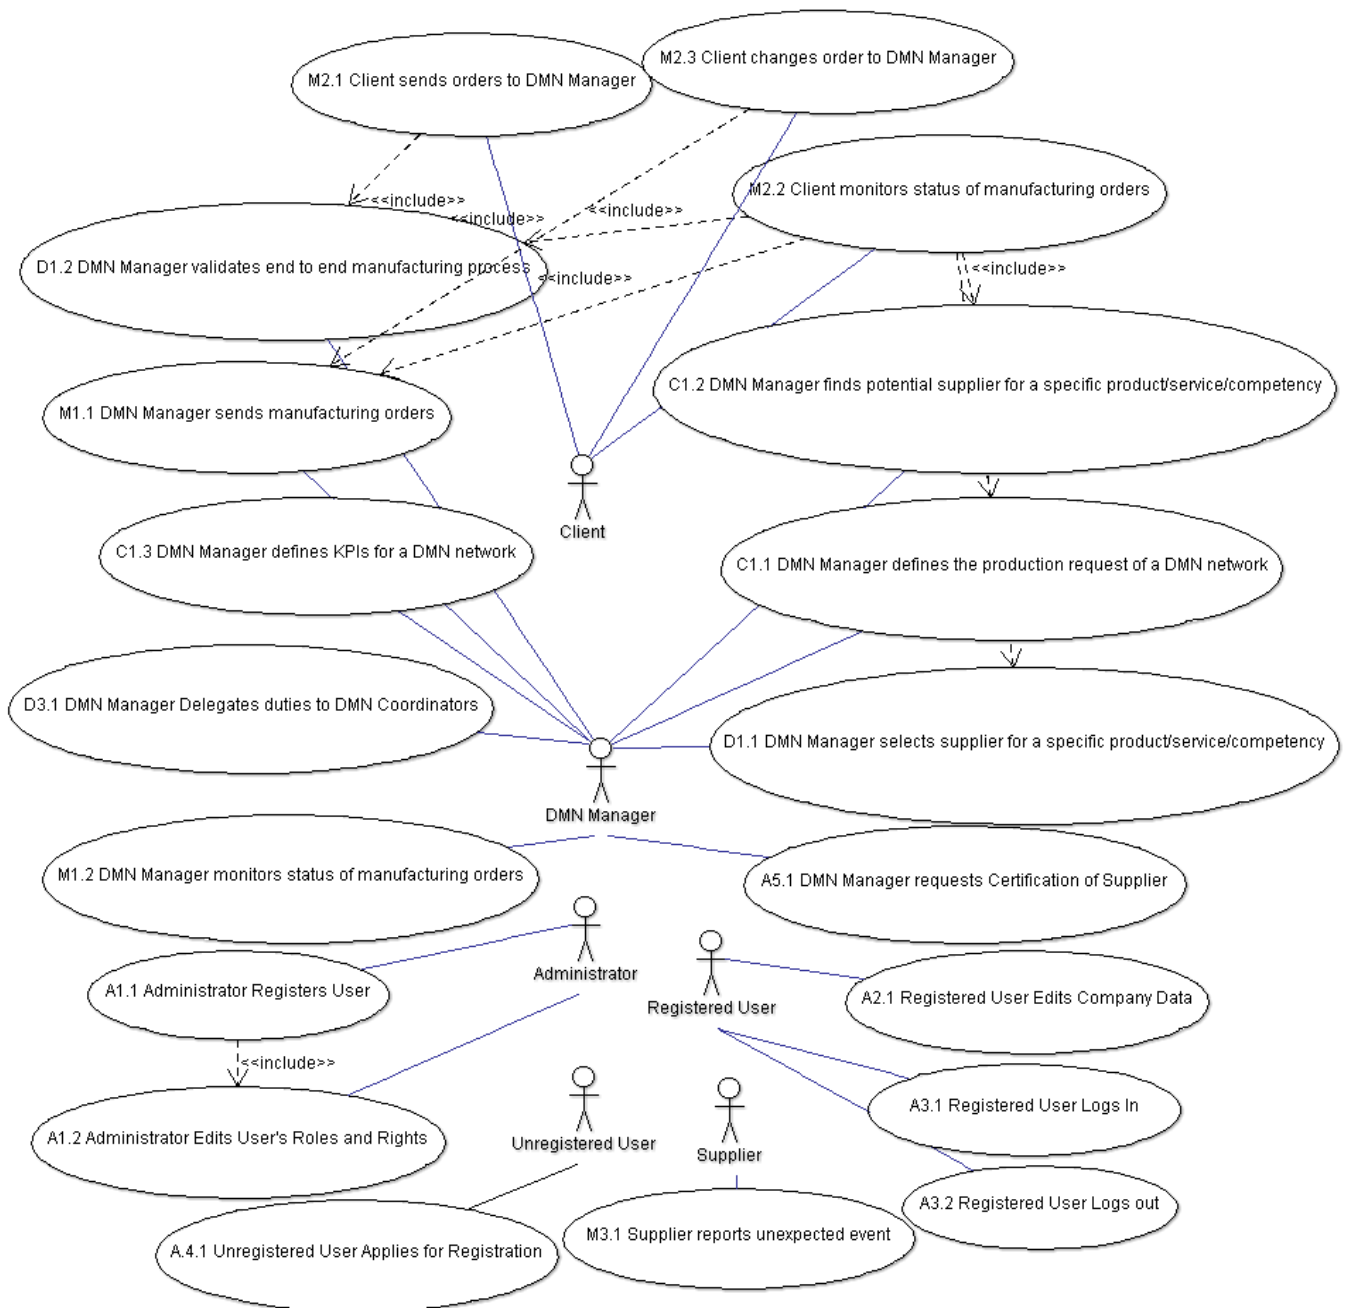 M2.3 Client changes order to DMN Manager
M2.1 Client sends orders to DMN Manager
M2.2 Client monitors status of manufacturing orders
<<include>>
<<include>>
<<include>>
D1.2 DMN Manager validates end to end manufacturing process
<<include>>
<<include>>
C1.2 DMN Manager finds potential supplier for a specific product/service/competency
M1.1 DMN Manager sends manufacturing orders
Client
C1.3 DMN Manager defines KPIs for a DMN network
C1.1 DMN Manager defines the production request of a DMN network
D3.1 DMN Manager Delegates duties to DMN Coordinators
D1.1 DMN Manager selects supplier for a specific product/service/competency
DMN Manager
M1.2 DMN Manager monitors status of manufacturing orders
A5.1 DMN Manager requests Certification of Supplier
Administrator
A1.1 Administrator Registers User
Registered User
A2.1 Registered User Edits Company Data
<<include>>
A3.1 Registered User Logs In
A1.2 Administrator Edits User's Roles and Rights
Unregistered User
Supplier
A3.2 Registered User Logs out
M3.1 Supplier reports unexpected event
A.4.1 Unregistered User Applies for Registration